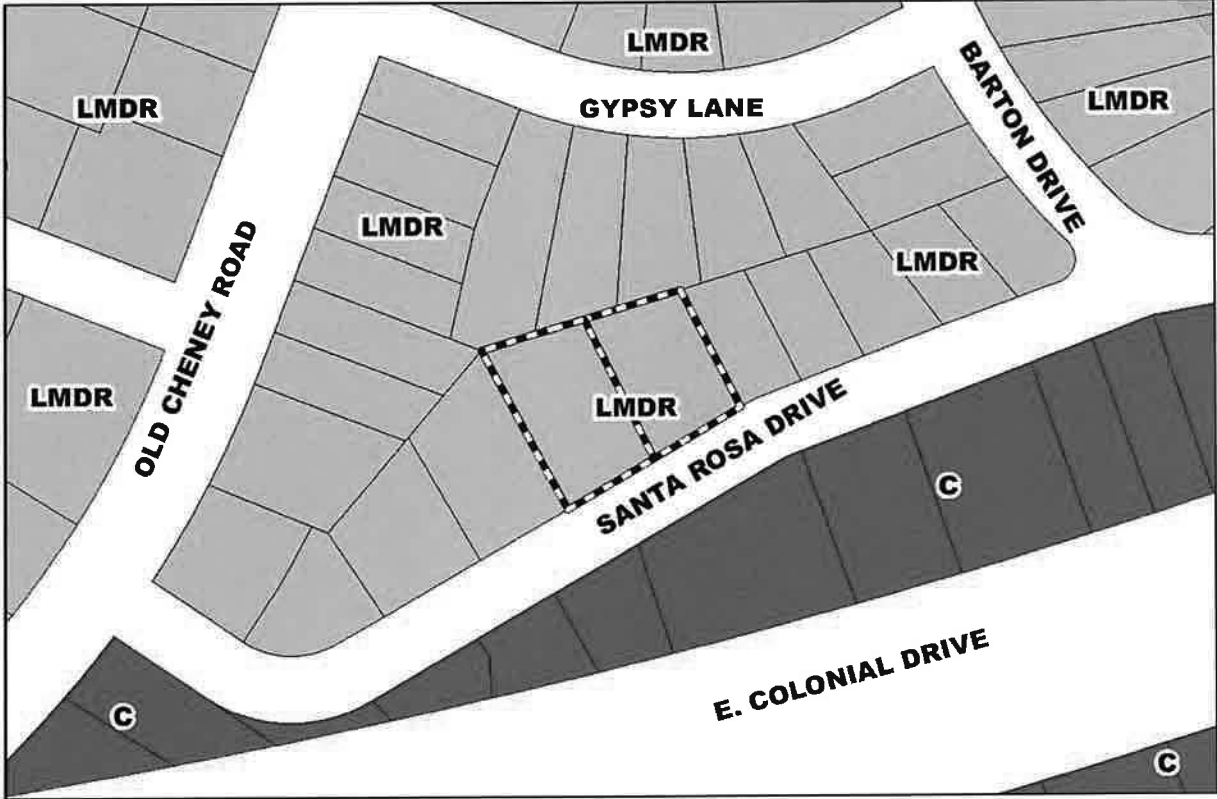 LMDR
LMDR
GYPSY LANE
BARTON DRIVE
LMDR
LMDR
LMDR
OLD CHENEY ROAD
LMDR
LMDR
SANTA ROSA DRIVE
C
E. COLONIAL DRIVE
C
C